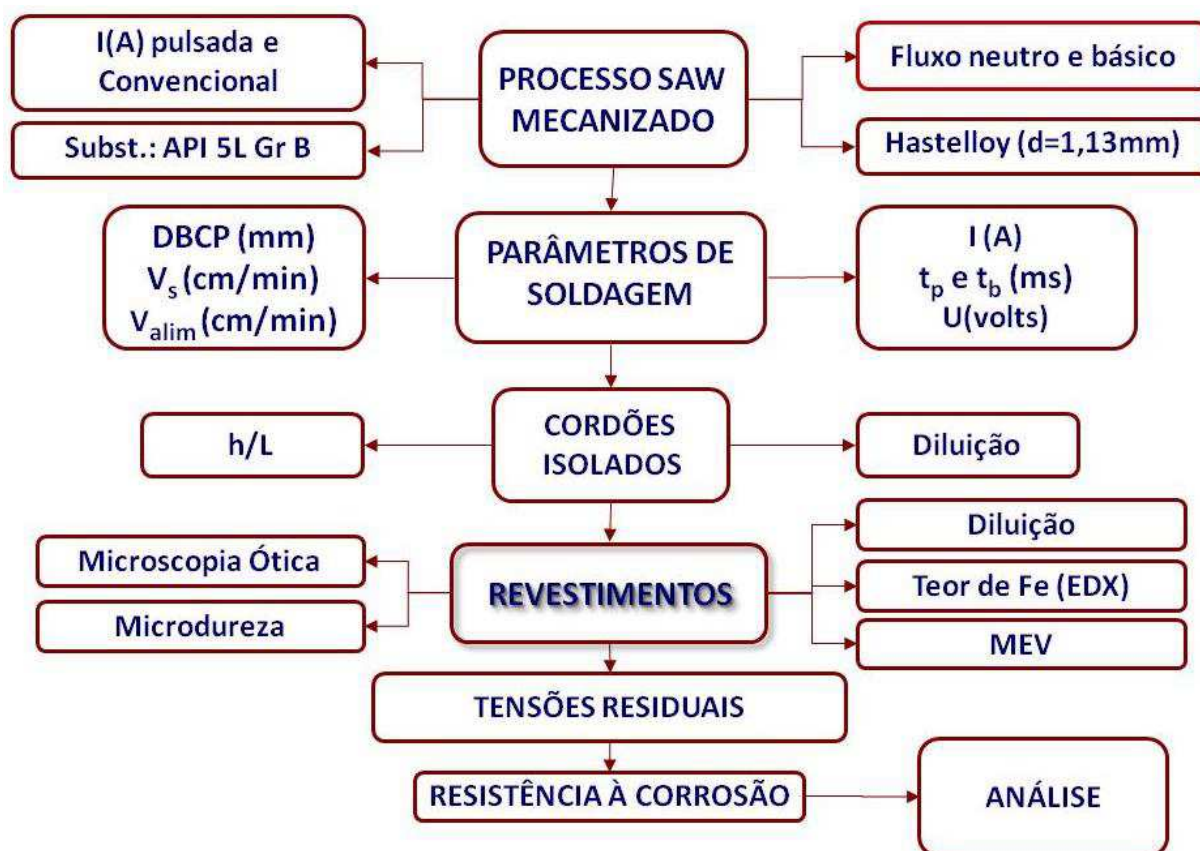 I(A) pulsada e
Convencional
Subst.: API 5L Gr B
PROCESSO SAW
MECANIZADO
Fluxo neutro e básico
Hastelloy (d=1,13mm)
DBCP (mm)
Vs (cm/min)
Valim (cm/min)
PARÂMETROS DE
SOLDAGEM
I (A)
tp e tb (ms)
U(volts)
h/L
CORDÕES
ISOLADOS
Diluição
Microscopia Ótica
Microdureza
REVESTIMENTOS
Diluição
Teor de Fe (EDX)
MEV
TENSÕES RESIDUAIS
RESISTÊNCIA À CORROSÃO
ANÁLISE